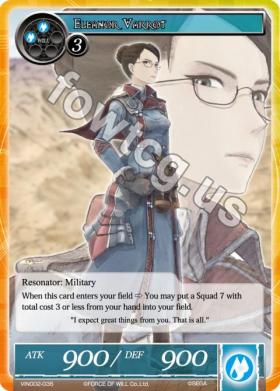 ELEANOR VARROT
WILL
3
fowtcg.us
Resonator: Military
When this card enters your field ⇨ You may put a Squad 7 with
total cost 3 or less from your hand into your field.
"I expect great things from you. That is all."
ATK 900 / DEF 900
VIN002-035 ©FORCE OF WILL Co.Ltd. ©SEGA